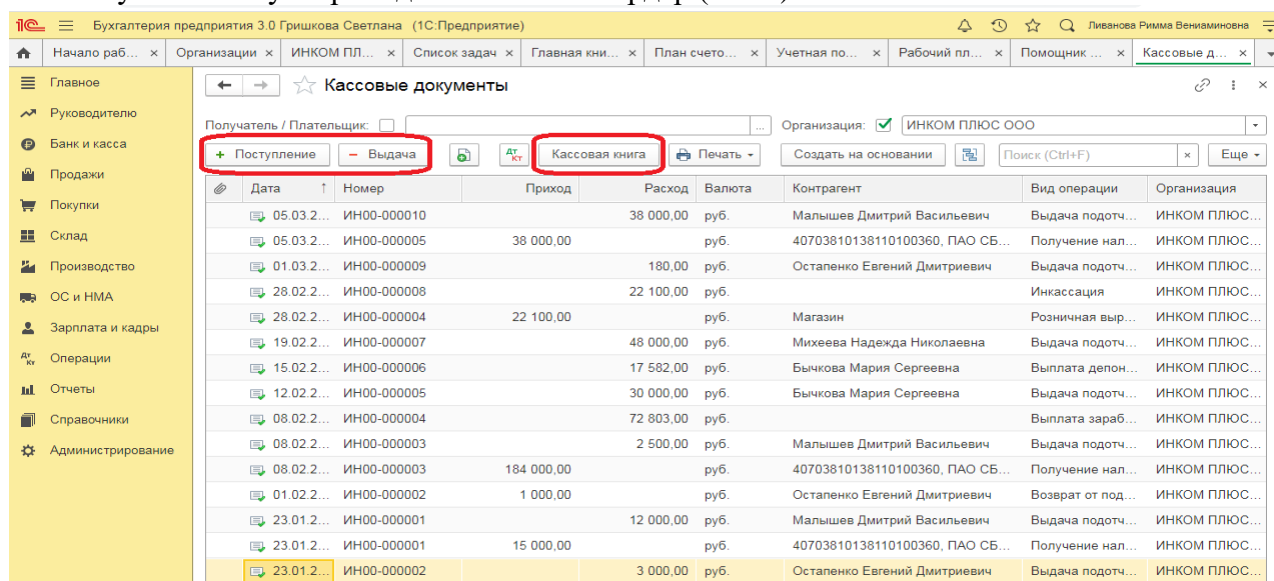 Бухгалтерия предприятия 3.0 Гришкова Светлана (1С:Предприятие) Ливанова Римма Вениаминовна
Начало раб... × Организации × ИНКОМ ПЛ... × Список задач × Главная кни... × План счето... × Учетная по... × Рабочий пл... × Помощник ... × Кассовые д... ×
Главное
Руководителю
Банк и касса
Продажи
Покупки
Склад
Производство
ОС и НМА
Зарплата и кадры
Операции
Отчеты
Справочники
Администрирование
Кассовые документы
Получатель / Плательщик: ... Организация: ИНКОМ ПЛЮС ООО
+ Поступление – Выдача Дт Кт Кассовая книга Печать Создать на основании Поиск (Ctrl+F) × Еще
Дата ↑ Номер Приход Расход Валюта Контрагент Вид операции Организация
05.03.2... ИН00-000010 38 000,00 руб. Малышев Дмитрий Васильевич Выдача подотч... ИНКОМ ПЛЮС...
05.03.2... ИН00-000005 38 000,00 руб. 40703810138110100360, ПАО СБ... Получение нал... ИНКОМ ПЛЮС...
01.03.2... ИН00-000009 180,00 руб. Остапенко Евгений Дмитриевич Выдача подотч... ИНКОМ ПЛЮС...
28.02.2... ИН00-000008 22 100,00 руб. Инкассация ИНКОМ ПЛЮС...
28.02.2... ИН00-000004 22 100,00 руб. Магазин Розничная выр... ИНКОМ ПЛЮС...
19.02.2... ИН00-000007 48 000,00 руб. Михеева Надежда Николаевна Выдача подотч... ИНКОМ ПЛЮС...
15.02.2... ИН00-000006 17 582,00 руб. Бычкова Мария Сергеевна Выплата депон... ИНКОМ ПЛЮС...
12.02.2... ИН00-000005 30 000,00 руб. Бычкова Мария Сергеевна Выдача подотч... ИНКОМ ПЛЮС...
08.02.2... ИН00-000004 72 803,00 руб. Выплата зараб... ИНКОМ ПЛЮС...
08.02.2... ИН00-000003 2 500,00 руб. Малышев Дмитрий Васильевич Выдача подотч... ИНКОМ ПЛЮС...
08.02.2... ИН00-000003 184 000,00 руб. 40703810138110100360, ПАО СБ... Получение нал... ИНКОМ ПЛЮС...
01.02.2... ИН00-000002 1 000,00 руб. Остапенко Евгений Дмитриевич Возврат от под... ИНКОМ ПЛЮС...
23.01.2... ИН00-000001 12 000,00 руб. Малышев Дмитрий Васильевич Выдача подотч... ИНКОМ ПЛЮС...
23.01.2... ИН00-000001 15 000,00 руб. 40703810138110100360, ПАО СБ... Получение нал... ИНКОМ ПЛЮС...
23.01.2... ИН00-000002 3 000,00 руб. Остапенко Евгений Дмитриевич Выдача подотч... ИНКОМ ПЛЮС...